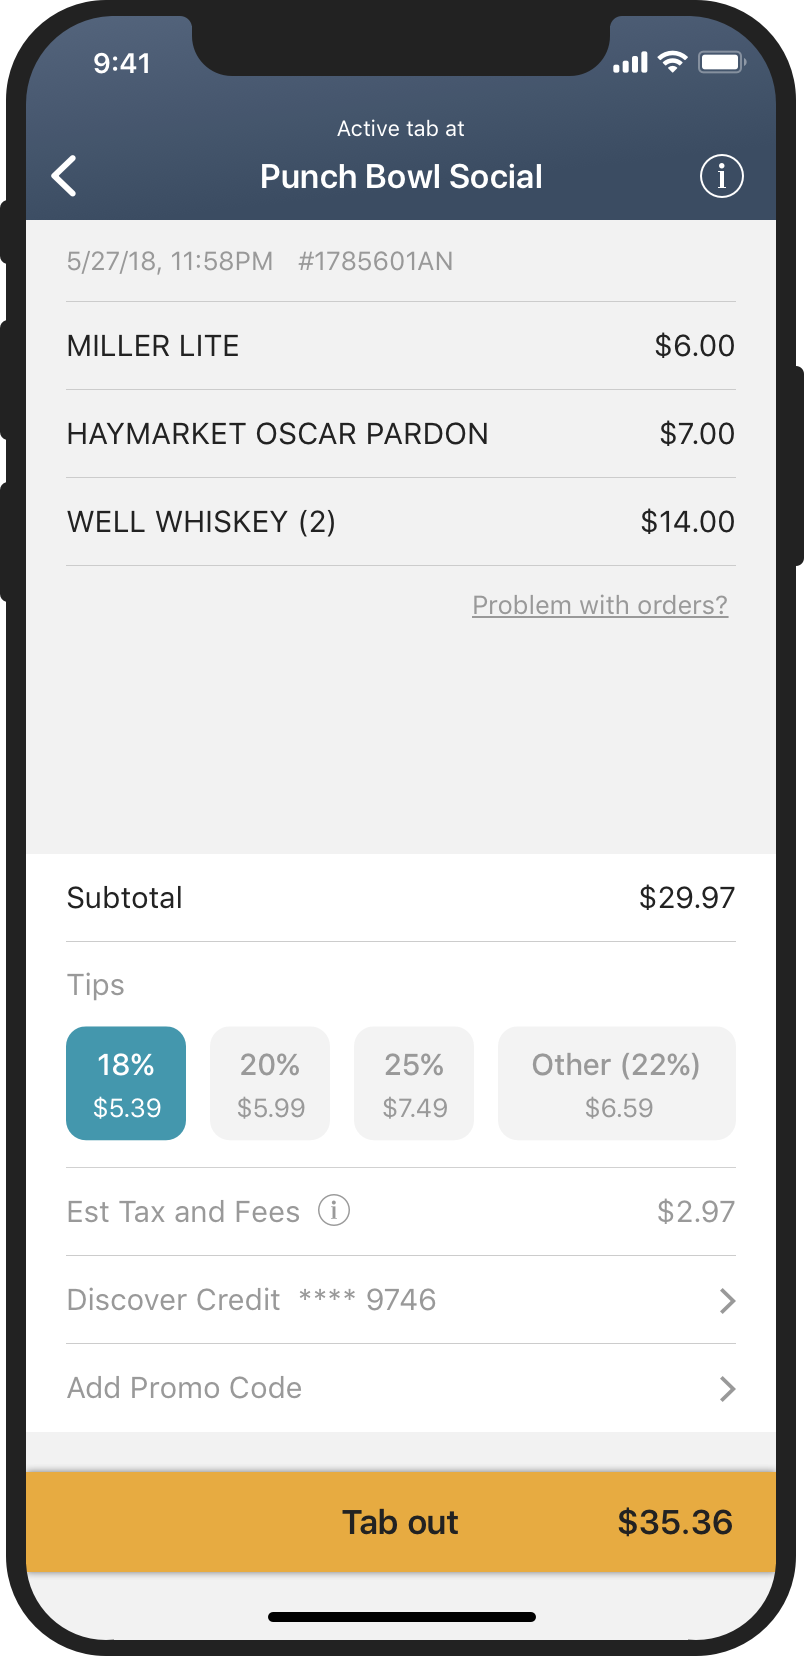 9:41
Active tab at
Punch Bowl Social
5/27/18, 11:58PM #1785601AN
MILLER LITE $6.00
HAYMARKET OSCAR PARDON $7.00
WELL WHISKEY (2) $14.00
Problem with orders?
Subtotal $29.97
Tips
18% 20% 25% Other (22%)
$5.39 $5.99 $7.49 $6.59
Est Tax and Fees i $2.97
Discover Credit **** 9746
Add Promo Code
Tab out $35.36